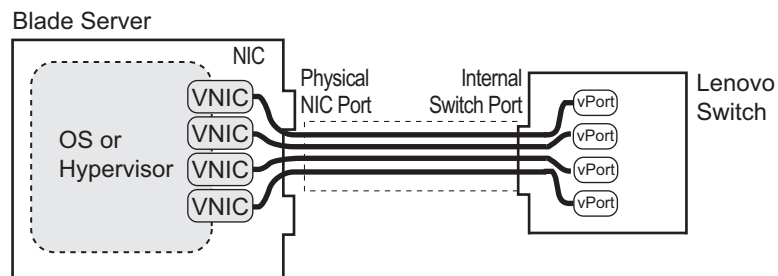 Blade Server
NIC
Physical
NIC Port
Internal
Switch Port
Lenovo
Switch
OS or
Hypervisor
VNIC
VNIC
VNIC
VNIC
vPort
vPort
vPort
vPort